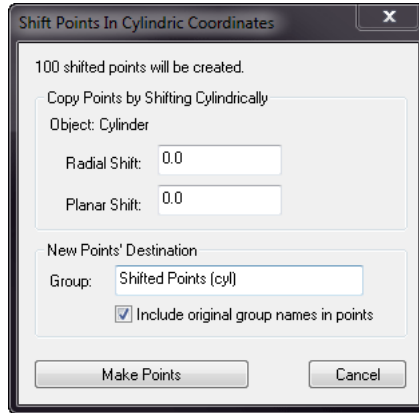 Shift Points In Cylindric Coordinates
x
100 shifted points will be created.
Copy Points by Shifting Cylindrically
Object: Cylinder
Radial Shift: 0.0
Planar Shift: 0.0
New Points' Destination
Group: Shifted Points (cyl)
Include original group names in points
Make Points Cancel